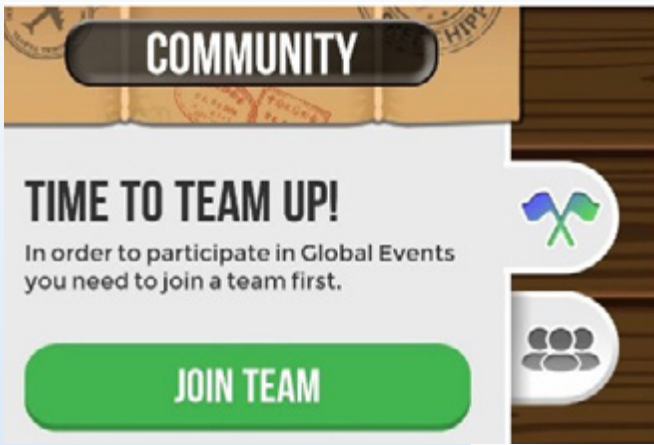 COMMUNITY
TIME TO TEAM UP!
In order to participate in Global Events
you need to join a team first.
JOIN TEAM